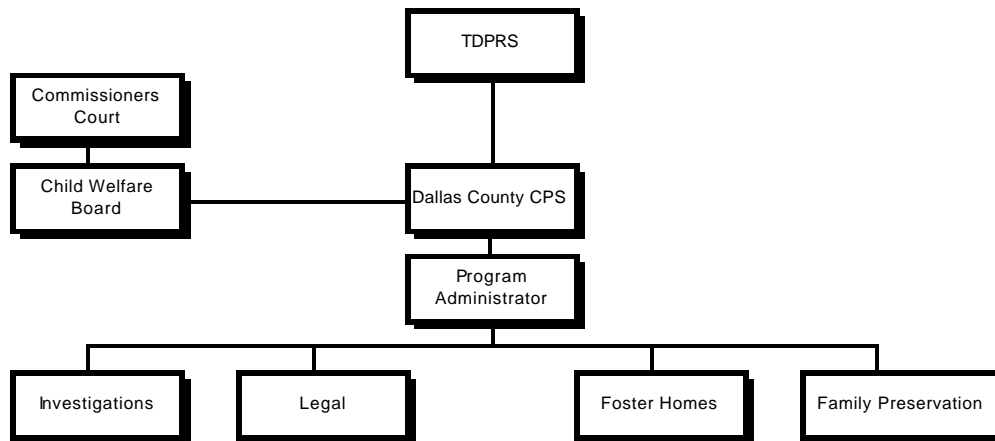 TDPRS
Commissioners
Court
Child Welfare
Board
Dallas County CPS
Program
Administrator
Investigations
Legal
Foster Homes
Family Preservation